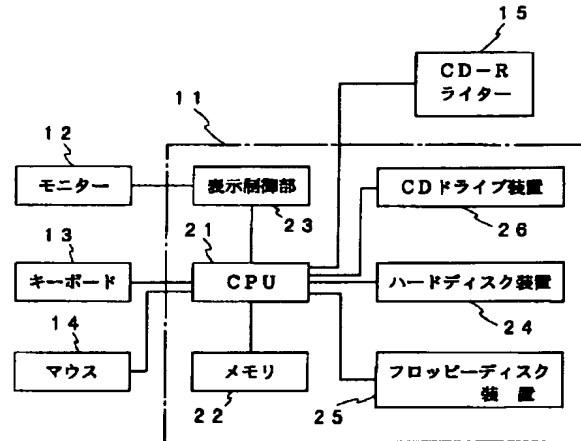 15
CD-R
ライター
11
12
モニター
表示制御部
23
CDドライブ装置
26
13
キーボード
21
CPU
ハードディスク装置
24
14
マウス
メモリ
22
フロッピーディスク
装 置
25